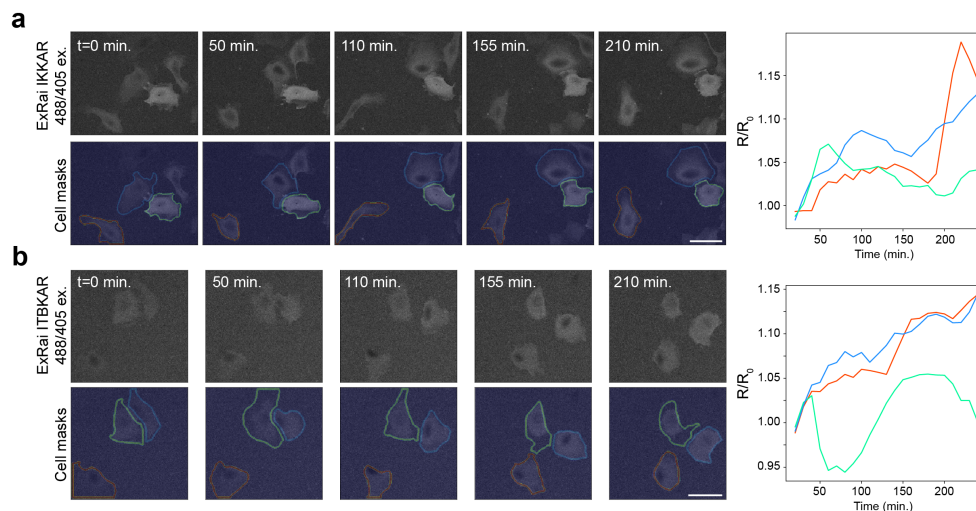 a
ExRai IKKAR
488/405 ex.
t=0 min.
50 min.
110 min.
155 min.
210 min.
Cell masks
R/R0
1.15
1.10
1.05
1.00
50
100
150
200
Time (min.)
b
ExRai ITBKAR
488/405 ex.
t=0 min.
50 min.
110 min.
155 min.
210 min.
Cell masks
R/R0
1.15
1.10
1.05
1.00
0.95
50
100
150
200
Time (min.)